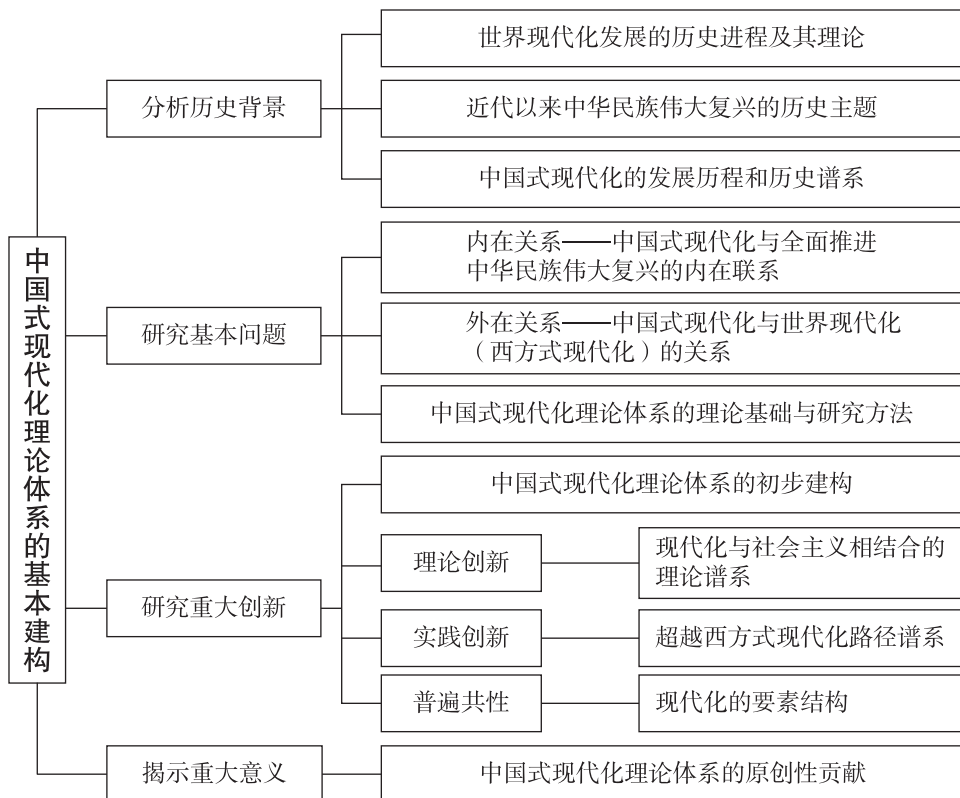 中国式现代化理论体系的基本建构
分析历史背景
世界现代化发展的历史进程及其理论
近代以来中华民族伟大复兴的历史主题
中国式现代化的发展历程和历史谱系
研究基本问题
内在关系——中国式现代化与全面推进
中华民族伟大复兴的内在联系
外在关系——中国式现代化与世界现代化
（西方式现代化）的关系
中国式现代化理论体系的理论基础与研究方法
研究重大创新
中国式现代化理论体系的初步建构
理论创新
现代化与社会主义相结合的
理论谱系
实践创新
超越西方式现代化路径谱系
普遍共性
现代化的要素结构
揭示重大意义
中国式现代化理论体系的原创性贡献